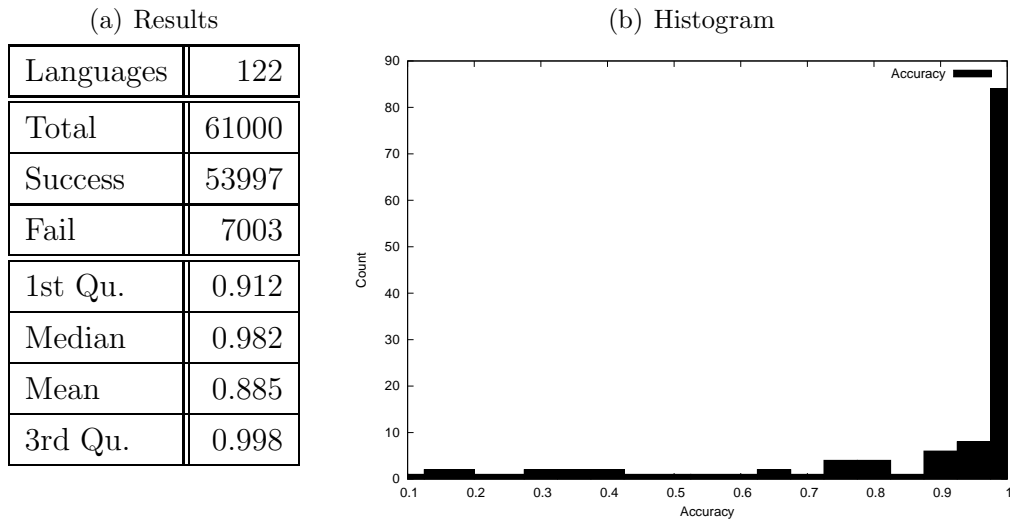 (a) Results
Languages 122
Total 61000
Success 53997
Fail 7003
1st Qu. 0.912
Median 0.982
Mean 0.885
3rd Qu. 0.998
(b) Histogram
Accuracy
90
80
70
60
50
40
30
20
10
0
Count
0.1 0.2 0.3 0.4 0.5 0.6 0.7 0.8 0.9 1
Accuracy